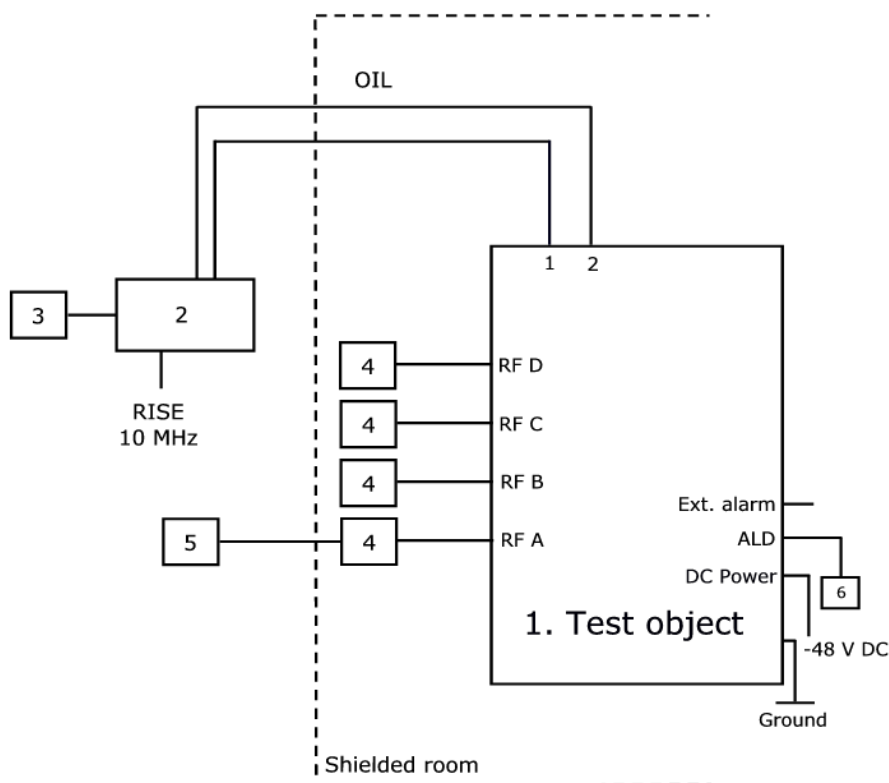 OIL
1 2
3
2
RISE
10 MHz
4
RF D
4
RF C
4
RF B
5
4
RF A
Ext. alarm
ALD
DC Power
6
1. Test object
-48 V DC
Ground
Shielded room